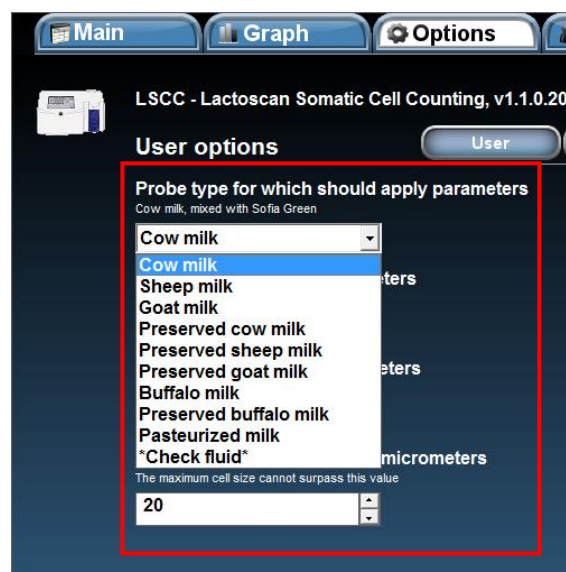 Main
Graph
Options
LSCC - Lactoscan Somatic Cell Counting, v1.1.0.20
User options
User
Probe type for which should apply parameters
Cow milk, mixed with Sofia Green
Cow milk
Cow milk
Sheep milk
eters
Goat milk
Preserved cow milk
Preserved sheep milk
Preserved goat milk
eters
Buffalo milk
Preserved buffalo milk
Pasteurized milk
*Check fluid*
micrometers
The maximum cell size cannot surpass this value
20